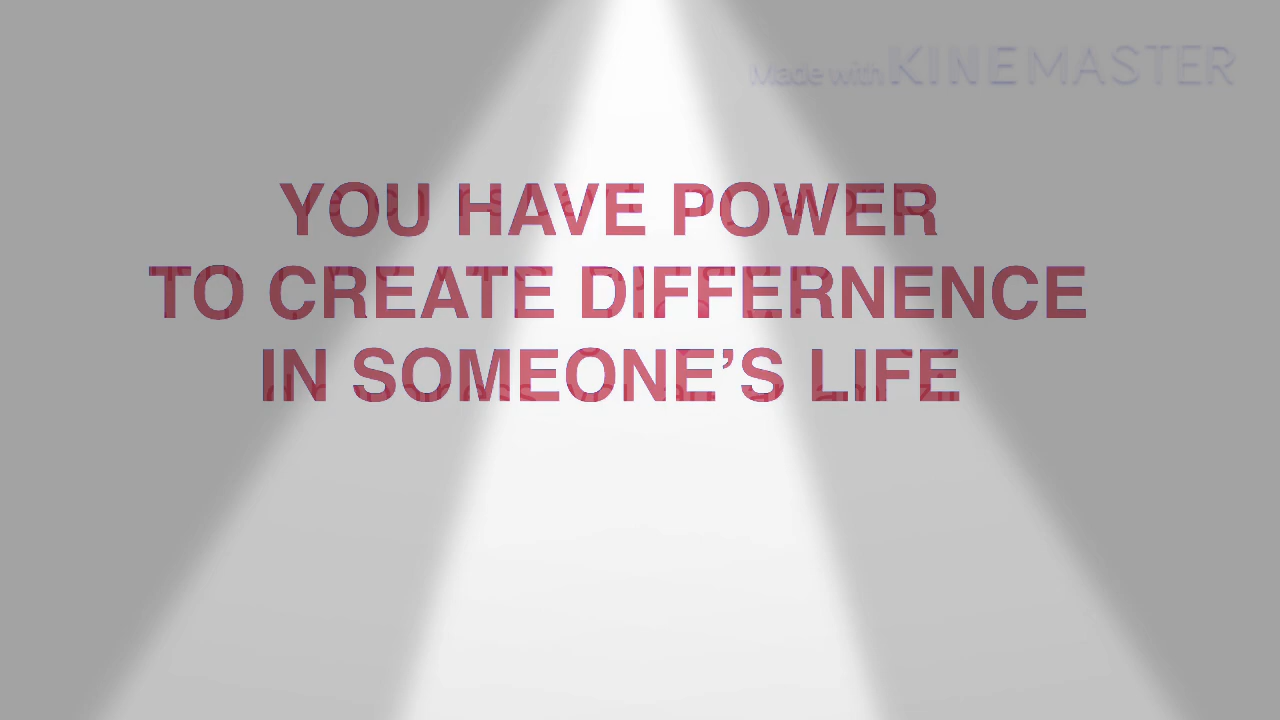 Made with KINEMASTER
YOU HAVE POWER
TO CREATE DIFFERNENCE
IN SOMEONE’S LIFE